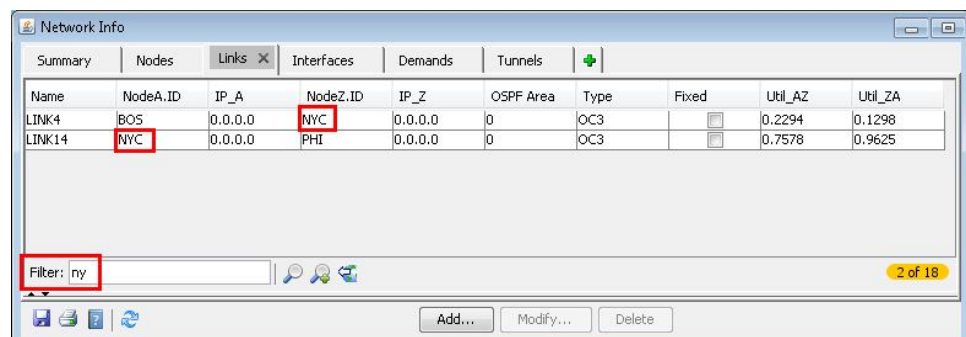 Network Info
Summary Nodes Links Interfaces Demands Tunnels
Name NodeA.ID IP_A NodeZ.ID IP_Z OSPF Area Type Fixed Util_AZ Util_ZA
LINK4 BOS 0.0.0.0 NYC 0.0.0.0 0 OC3 0.2294 0.1298
LINK14 NYC 0.0.0.0 PHI 0.0.0.0 0 OC3 0.7578 0.9625
Filter: ny 2 of 18
Add... Modify... Delete